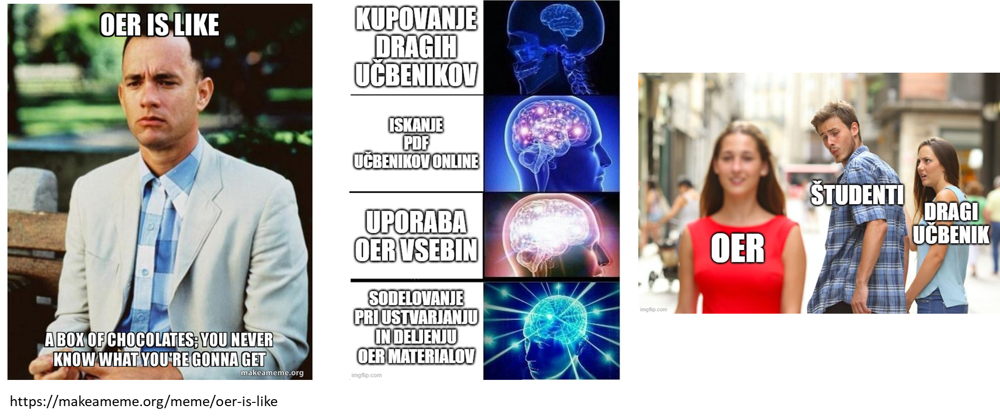 OER IS LIKE
A BOX OF CHOCOLATES; YOU NEVER
KNOW WHAT YOU'RE GONNA GET
makeameme.org
https://makeameme.org/meme/oer-is-like
KUPOVANJE
DRAGIH
UČBENIKOV
ISKANJE
PDF
UČBENIKOV ONLINE
UPORABA
OER VSEBIN
SODELOVANJE
PRI USTVARJANJU
IN DELJENJU
OER MATERIALOV
imgflip.com
OER
ŠTUDENTI
DRAGI
UČBENIK
imgflip.com